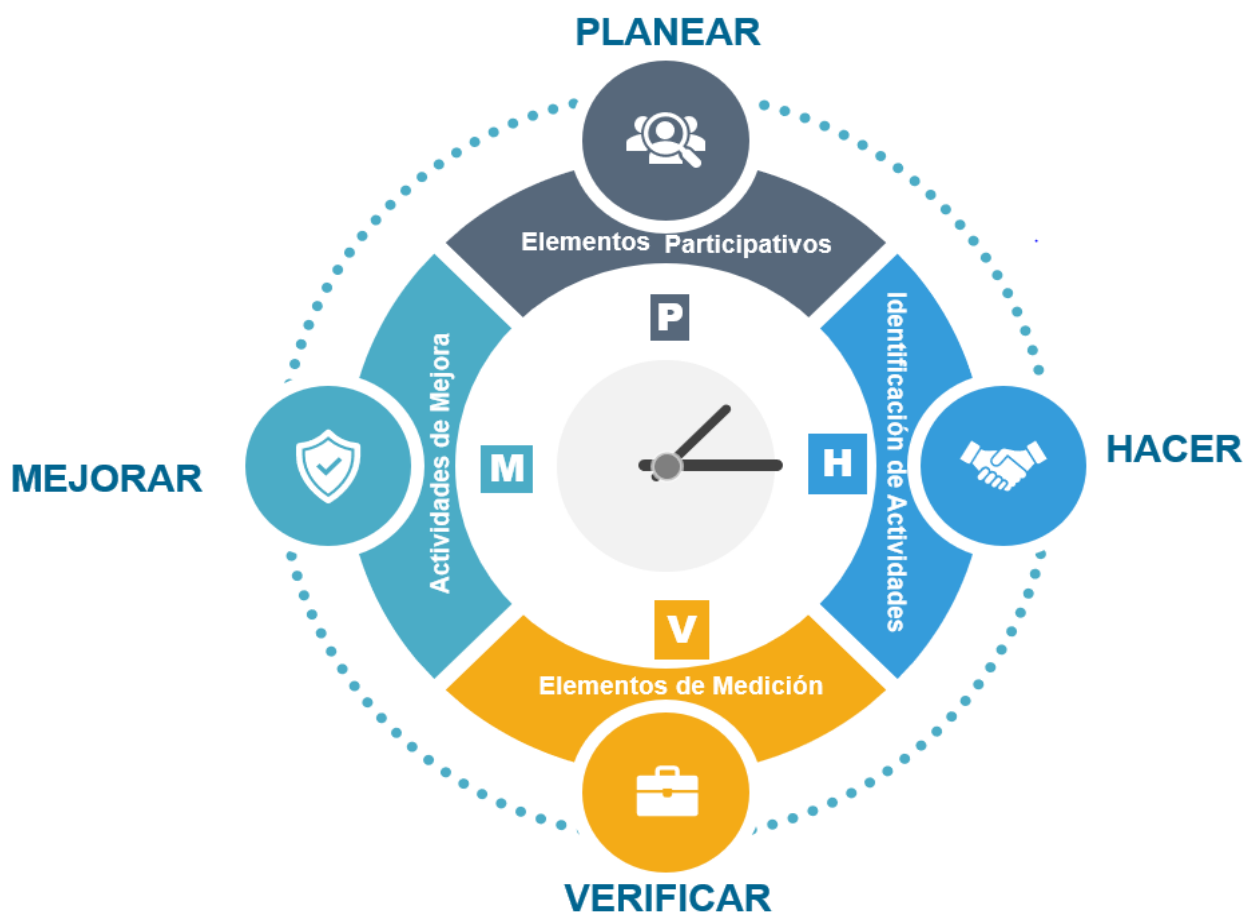 PLANEAR
Elementos Participativos
P
Identificación de Actividades
H
HACER
MEJORAR
Actividades de Mejora
M
V
Elementos de Medición
VERIFICAR